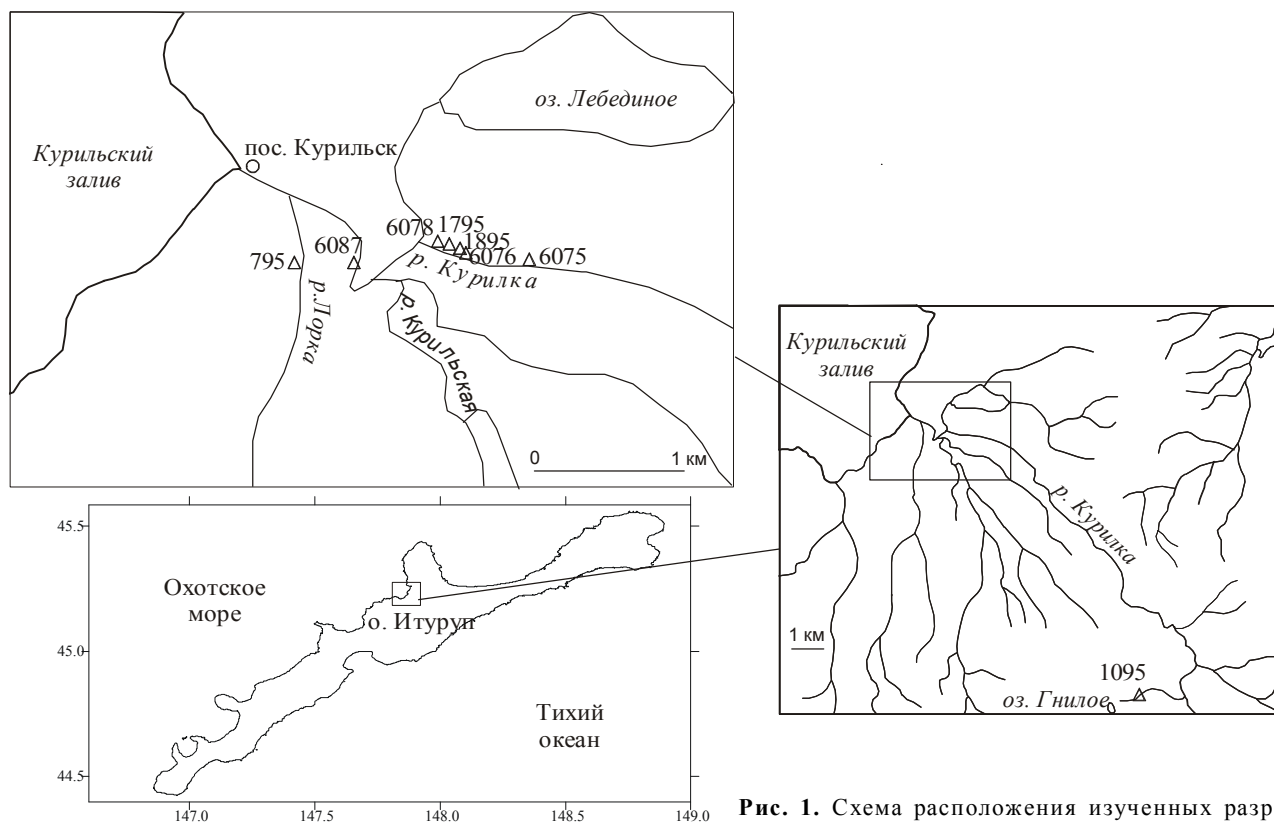 оз. Лебединое
пос. Курильск
Курильский
залив
6078
1795
1895
6076
6075
6087
795
р. Курилка
р.Лорка
р. Курильская
0
1 км
Курильский
залив
р. Курилка
1 км
1095
оз. Гнилое
45.5
45.0
44.5
Охотское
море
о. Итуруп
Тихий
океан
147.0
147.5
148.0
148.5
149.0
Рис. 1. Схема расположения изученных разр